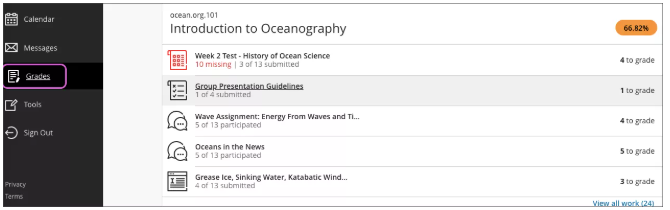 Calendar
Messages
Grades
Tools
Sign Out
Privacy
Terms
ocean.org.101
Introduction to Oceanography
66.82%
Week 2 Test - History of Ocean Science
10 missing | 3 of 13 submitted
4 to grade
Group Presentation Guidelines
1 of 4 submitted
1 to grade
Wave Assignment: Energy From Waves and Ti...
5 of 13 participated
4 to grade
Oceans in the News
5 of 13 participated
5 to grade
Grease Ice, Sinking Water, Katabatic Wind...
4 of 13 submitted
3 to grade
View all work (24)